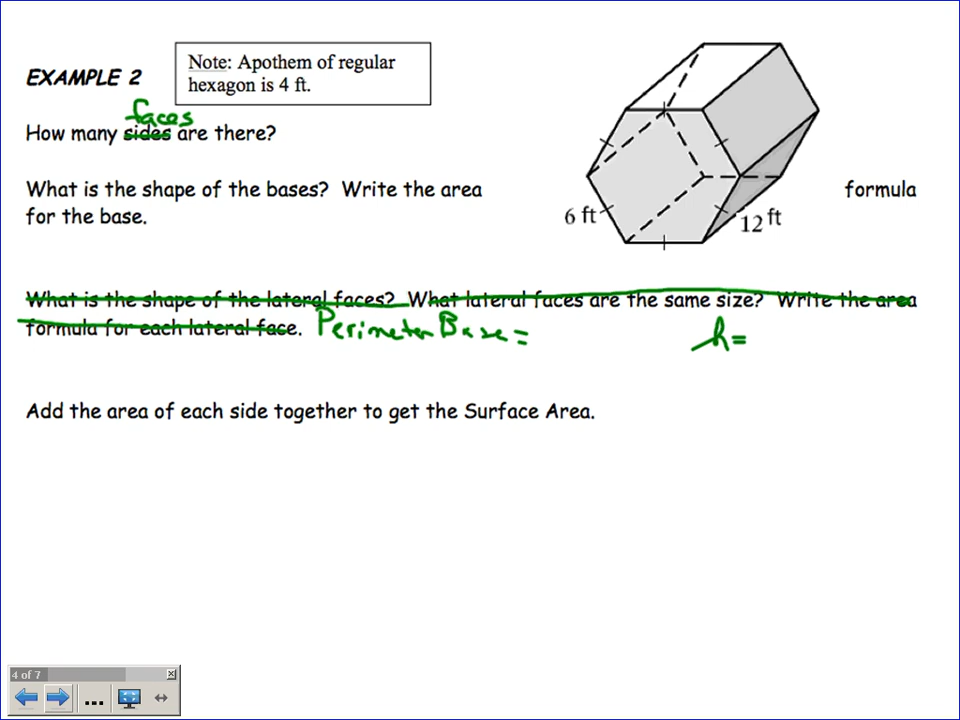 Note: Apothem of regular
hexagon is 4 ft.
EXAMPLE 2
faces
How many sides are there?
What is the shape of the bases? Write the area formula
for the base.
6 ft
12 ft
What is the shape of the lateral faces? What lateral faces are the same size? Write the area
formula for each lateral face. Perimeter Base = h=
Add the area of each side together to get the Surface Area.
4 of 7
...